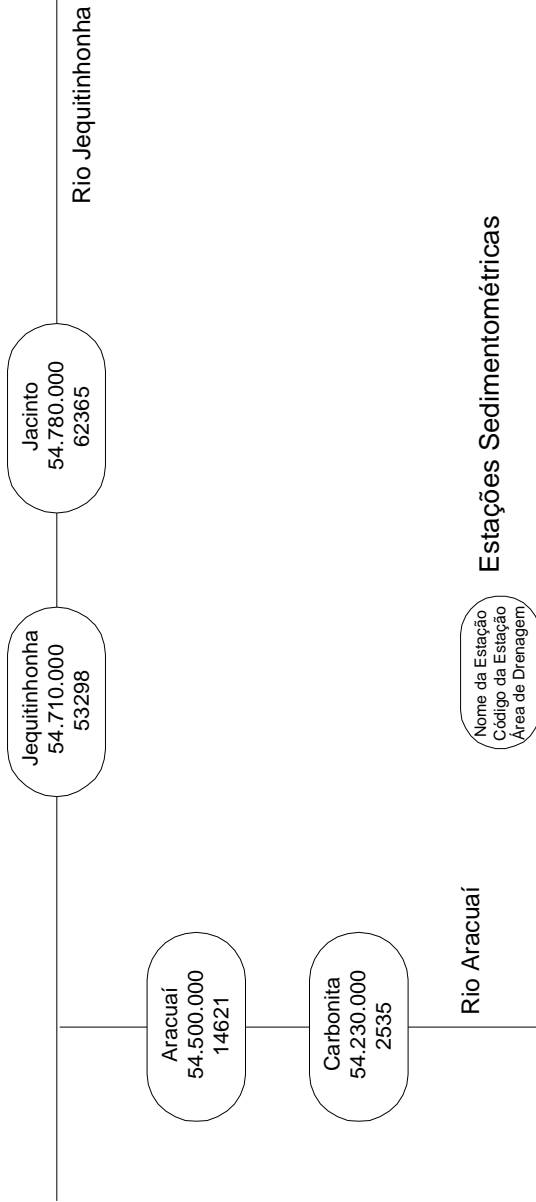 Jequitinhonha
54.710.000
53298
Jacinto
54.780.000
62365
Rio Jequitinhonha
Aracuaí
54.500.000
14621
Carbonita
54.230.000
2535
Rio Aracuaí
Nome da Estação
Código da Estação
Área de Drenagem
Estações Sedimentométricas